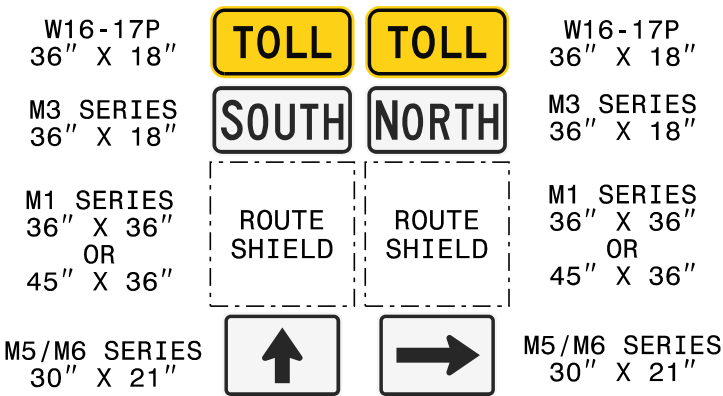 W16-17P
36" X 18"
TOLL
TOLL
W16-17P
36" X 18"
M3 SERIES
36" X 18"
SOUTH
NORTH
M3 SERIES
36" X 18"
M1 SERIES
36" X 36"
OR
45" X 36"
ROUTE
SHIELD
ROUTE
SHIELD
M1 SERIES
36" X 36"
OR
45" X 36"
M5/M6 SERIES
30" X 21"
M5/M6 SERIES
30" X 21"